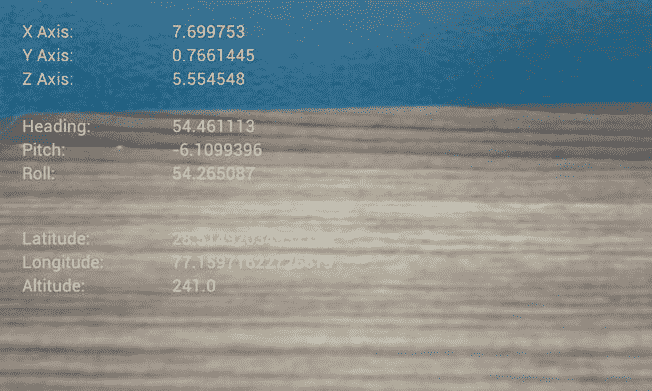 X Axis: 7.699753
Y Axis: 0.7661445
Z Axis: 5.554548
Heading: 54.461113
Pitch: -6.1099396
Roll: 54.265087
Latitude:
Longitude:
Altitude: 241.0